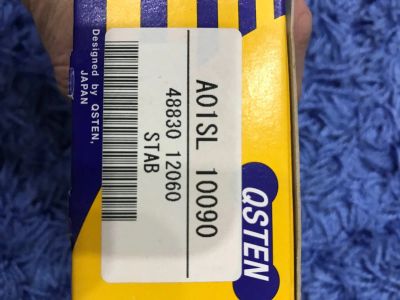 A01SL 10090
48830 12060
STAB
QSTEN
Designed by QSTEN,
JAPAN